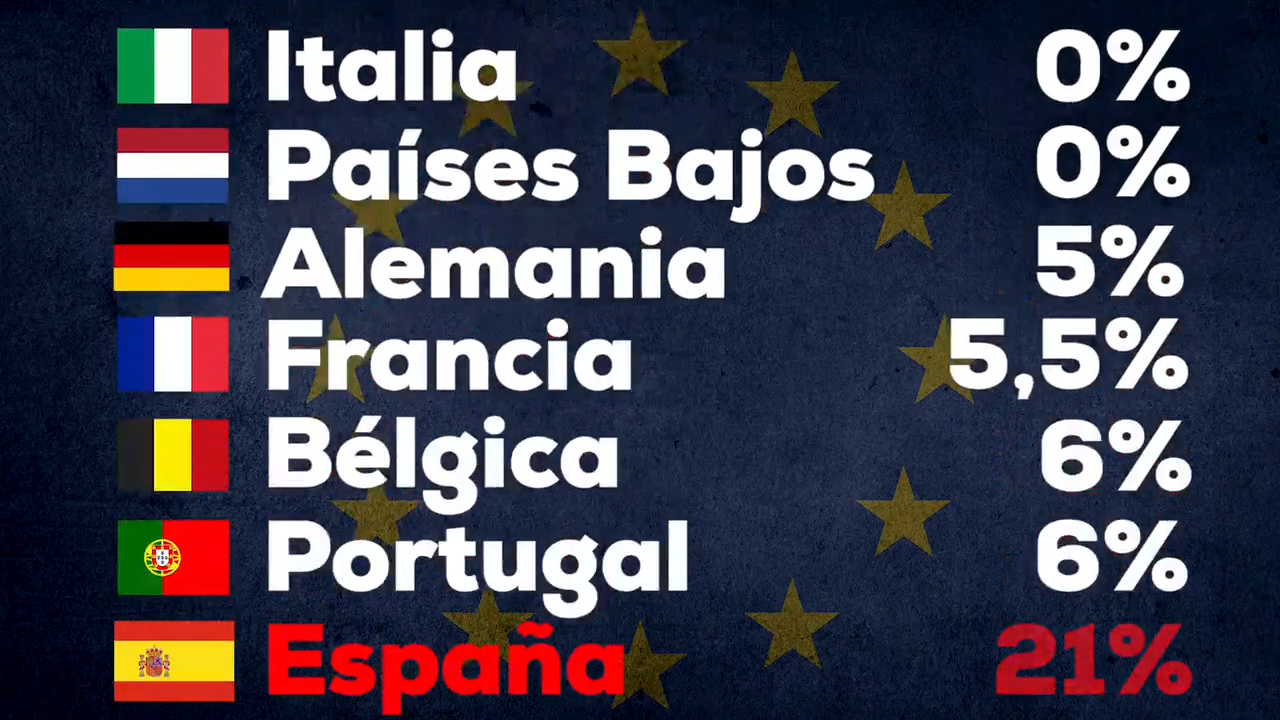 Italia 0%
Países Bajos 0%
Alemania 5%
Francia 5,5%
Bélgica 6%
Portugal 6%
España 21%